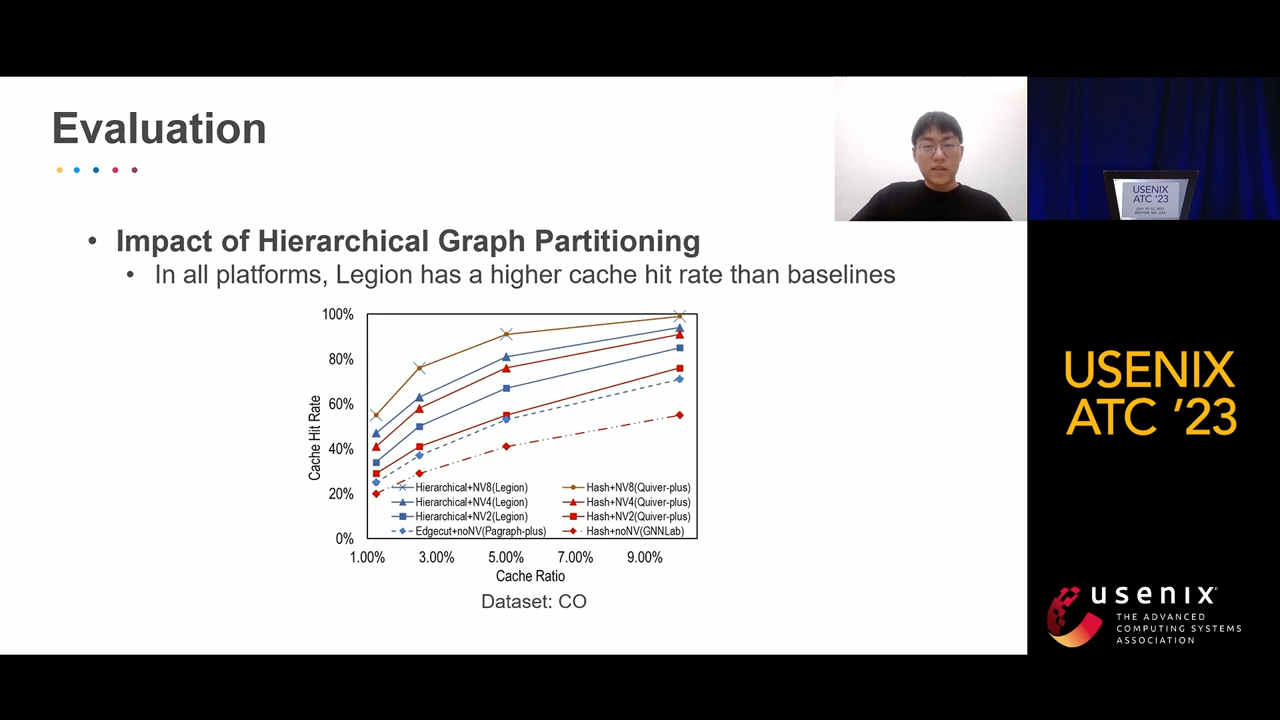 Evaluation
• Impact of Hierarchical Graph Partitioning
• In all platforms, Legion has a higher cache hit rate than baselines
100%
80%
60%
40%
20%
0%
Cache Hit Rate
Hierarchical+NV8(Legion)
Hash+NV8(Quiver-plus)
Hierarchical+NV4(Legion)
Hash+NV4(Quiver-plus)
Hierarchical+NV2(Legion)
Hash+NV2(Quiver-plus)
Edgecut+noNV(Pagraph-plus)
Hash+noNV(GNNLab)
1.00% 3.00% 5.00% 7.00% 9.00%
Cache Ratio
Dataset: CO
USENIX
ATC '23
USENIX
ATC ’23
usenix
THE ADVANCED
COMPUTING SYSTEMS
ASSOCIATION